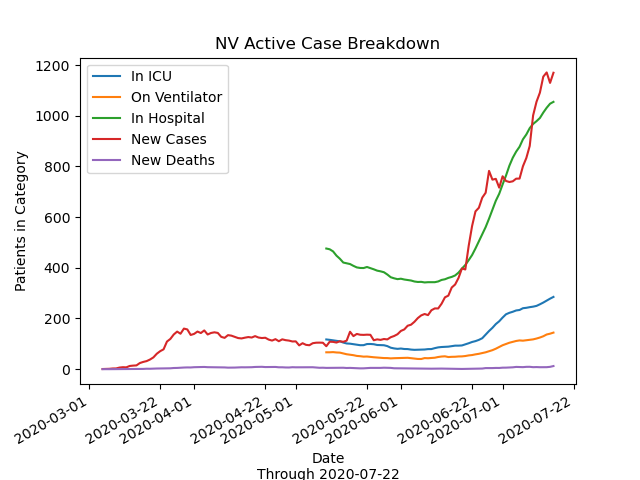 NV Active Case Breakdown
In ICU
On Ventilator
In Hospital
New Cases
New Deaths
Patients in Category
1200
1000
800
600
400
200
0
2020-03-01
2020-03-22
2020-04-01
2020-04-22
2020-05-01
2020-05-22
2020-06-01
2020-06-22
2020-07-01
2020-07-22
Date
Through 2020-07-22